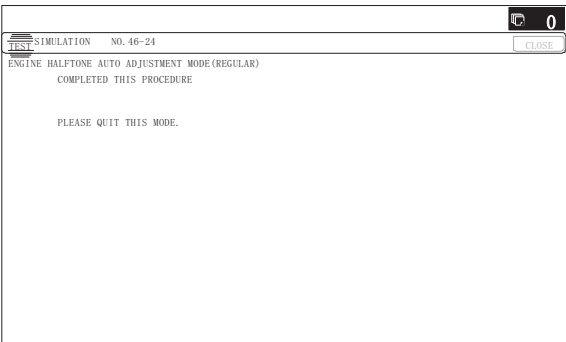 0
TEST SIMULATION NO. 46-24
CLOSE
ENGINE HALFTONE AUTO ADJUSTMENT MODE(REGULAR)
COMPLETED THIS PROCEDURE
PLEASE QUIT THIS MODE.